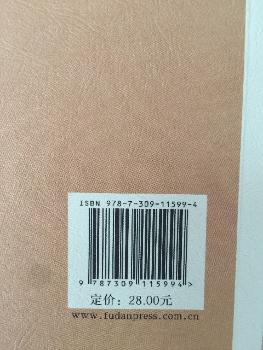 ISBN 978-7-309-11599-4
9 787309 115994 >
定价: 28.00元
www.fudanpress.com.cn